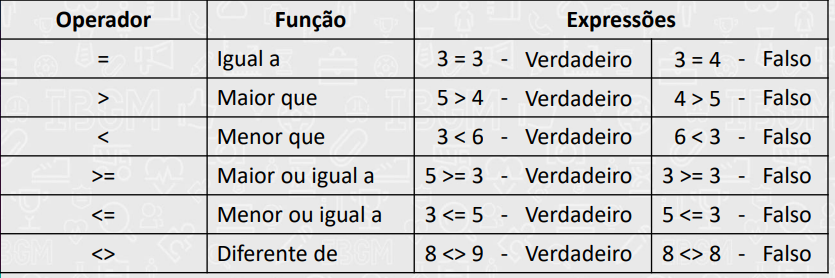 Operador Função Expressões
= Igual a 3 = 3 - Verdadeiro 3 = 4 - Falso
> Maior que 5 > 4 - Verdadeiro 4 > 5 - Falso
< Menor que 3 < 6 - Verdadeiro 6 < 3 - Falso
>= Maior ou igual a 5 >= 3 - Verdadeiro 3 >= 3 - Falso
<= Menor ou igual a 3 <= 5 - Verdadeiro 5 <= 3 - Falso
<> Diferente de 8 <> 9 - Verdadeiro 8 <> 8 - Falso